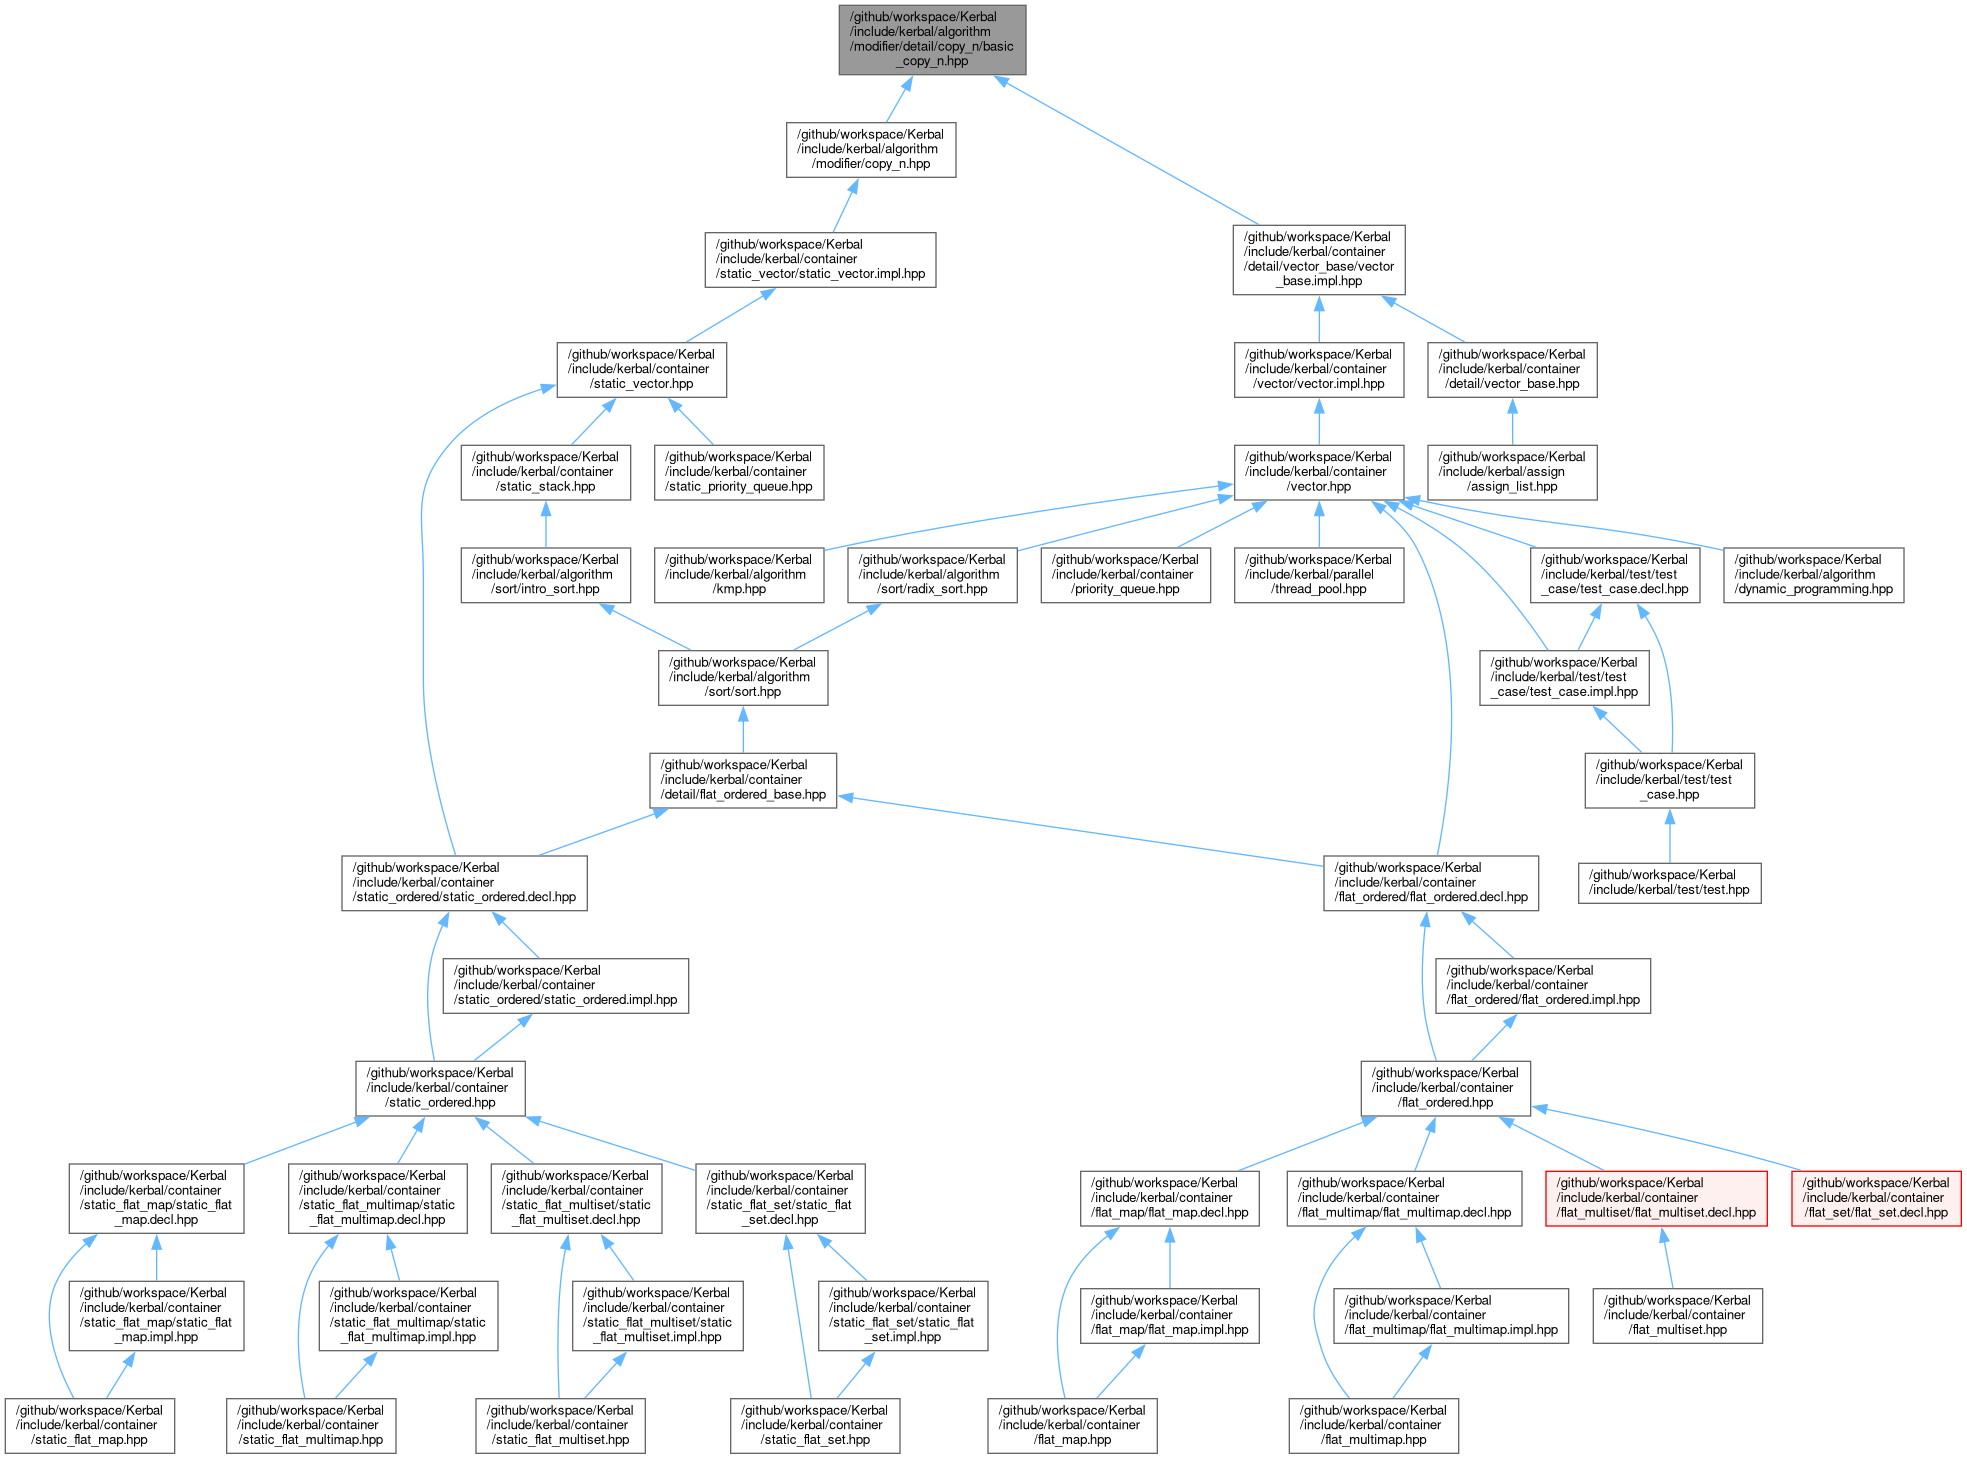 /github/workspace/Kerbal
/include/kerbal/algorithm
/modifier/detail/copy_n/basic
_copy_n.hpp
/github/workspace/Kerbal
/include/kerbal/algorithm
/modifier/copy_n.hpp
/github/workspace/Kerbal
/include/kerbal/container
/static_vector/static_vector.impl.hpp
/github/workspace/Kerbal
/include/kerbal/container
/detail/vector_base/vector
_base.impl.hpp
/github/workspace/Kerbal
/include/kerbal/container
/static_vector.hpp
/github/workspace/Kerbal
/include/kerbal/container
/vector/vector.impl.hpp
/github/workspace/Kerbal
/include/kerbal/container
/detail/vector_base.hpp
/github/workspace/Kerbal
/include/kerbal/container
/static_stack.hpp
/github/workspace/Kerbal
/include/kerbal/container
/static_priority_queue.hpp
/github/workspace/Kerbal
/include/kerbal/container
/vector.hpp
/github/workspace/Kerbal
/include/kerbal/assign
/assign_list.hpp
/github/workspace/Kerbal
/include/kerbal/algorithm
/sort/intro_sort.hpp
/github/workspace/Kerbal
/include/kerbal/algorithm
/kmp.hpp
/github/workspace/Kerbal
/include/kerbal/algorithm
/sort/radix_sort.hpp
/github/workspace/Kerbal
/include/kerbal/container
/priority_queue.hpp
/github/workspace/Kerbal
/include/kerbal/parallel
/thread_pool.hpp
/github/workspace/Kerbal
/include/kerbal/test/test
_case/test_case.decl.hpp
/github/workspace/Kerbal
/include/kerbal/algorithm
/dynamic_programming.hpp
/github/workspace/Kerbal
/include/kerbal/algorithm
/sort/sort.hpp
/github/workspace/Kerbal
/include/kerbal/test/test
_case/test_case.impl.hpp
/github/workspace/Kerbal
/include/kerbal/container
/detail/flat_ordered_base.hpp
/github/workspace/Kerbal
/include/kerbal/test/test
_case.hpp
/github/workspace/Kerbal
/include/kerbal/container
/static_ordered/static_ordered.decl.hpp
/github/workspace/Kerbal
/include/kerbal/container
/flat_ordered/flat_ordered.decl.hpp
/github/workspace/Kerbal
/include/kerbal/test/test.hpp
/github/workspace/Kerbal
/include/kerbal/container
/static_ordered/static_ordered.impl.hpp
/github/workspace/Kerbal
/include/kerbal/container
/flat_ordered/flat_ordered.impl.hpp
/github/workspace/Kerbal
/include/kerbal/container
/static_ordered.hpp
/github/workspace/Kerbal
/include/kerbal/container
/flat_ordered.hpp
/github/workspace/Kerbal
/include/kerbal/container
/static_flat_map/static_flat
_map.decl.hpp
/github/workspace/Kerbal
/include/kerbal/container
/static_flat_multimap/static
_flat_multimap.decl.hpp
/github/workspace/Kerbal
/include/kerbal/container
/static_flat_multiset/static
_flat_multiset.decl.hpp
/github/workspace/Kerbal
/include/kerbal/container
/static_flat_set/static_flat
_set.decl.hpp
/github/workspace/Kerbal
/include/kerbal/container
/flat_map/flat_map.decl.hpp
/github/workspace/Kerbal
/include/kerbal/container
/flat_multimap/flat_multimap.decl.hpp
/github/workspace/Kerbal
/include/kerbal/container
/flat_multiset/flat_multiset.decl.hpp
/github/workspace/Kerbal
/include/kerbal/container
/flat_set/flat_set.decl.hpp
/github/workspace/Kerbal
/include/kerbal/container
/static_flat_map/static_flat
_map.impl.hpp
/github/workspace/Kerbal
/include/kerbal/container
/static_flat_multimap/static
_flat_multimap.impl.hpp
/github/workspace/Kerbal
/include/kerbal/container
/static_flat_multiset/static
_flat_multiset.impl.hpp
/github/workspace/Kerbal
/include/kerbal/container
/static_flat_set/static_flat
_set.impl.hpp
/github/workspace/Kerbal
/include/kerbal/container
/flat_map/flat_map.impl.hpp
/github/workspace/Kerbal
/include/kerbal/container
/flat_multimap/flat_multimap.impl.hpp
/github/workspace/Kerbal
/include/kerbal/container
/flat_multiset.hpp
/github/workspace/Kerbal
/include/kerbal/container
/static_flat_map.hpp
/github/workspace/Kerbal
/include/kerbal/container
/static_flat_multimap.hpp
/github/workspace/Kerbal
/include/kerbal/container
/static_flat_multiset.hpp
/github/workspace/Kerbal
/include/kerbal/container
/static_flat_set.hpp
/github/workspace/Kerbal
/include/kerbal/container
/flat_map.hpp
/github/workspace/Kerbal
/include/kerbal/container
/flat_multimap.hpp